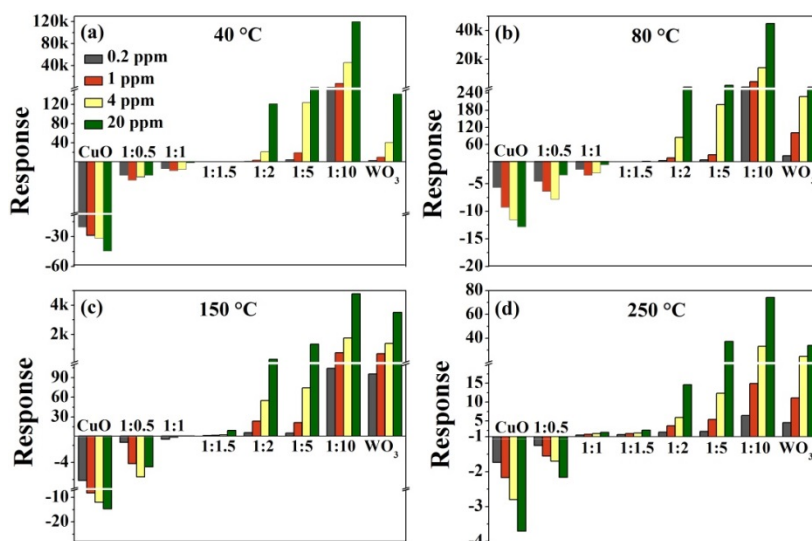 (a) 40 °C
0.2 ppm
1 ppm
4 ppm
20 ppm
Response
120k
80k
40k
120
80
40
-30
-60
CuO 1:0.5 1:1
1:1.5 1:2 1:5 1:10 WO3
(b) 80 °C
Response
40k
20k
240
180
120
60
-5
-10
-15
-20
CuO 1:0.5 1:1
1:1.5 1:2 1:5 1:10 WO3
(c) 150 °C
Response
4k
2k
90
60
30
-4
-10
-20
CuO 1:0.5 1:1
1:1.5 1:2 1:5 1:10 WO3
(d) 250 °C
Response
80
60
40
20
15
10
5
-1
-2
-3
-4
CuO 1:0.5
1:1 1:1.5 1:2 1:5 1:10 WO3